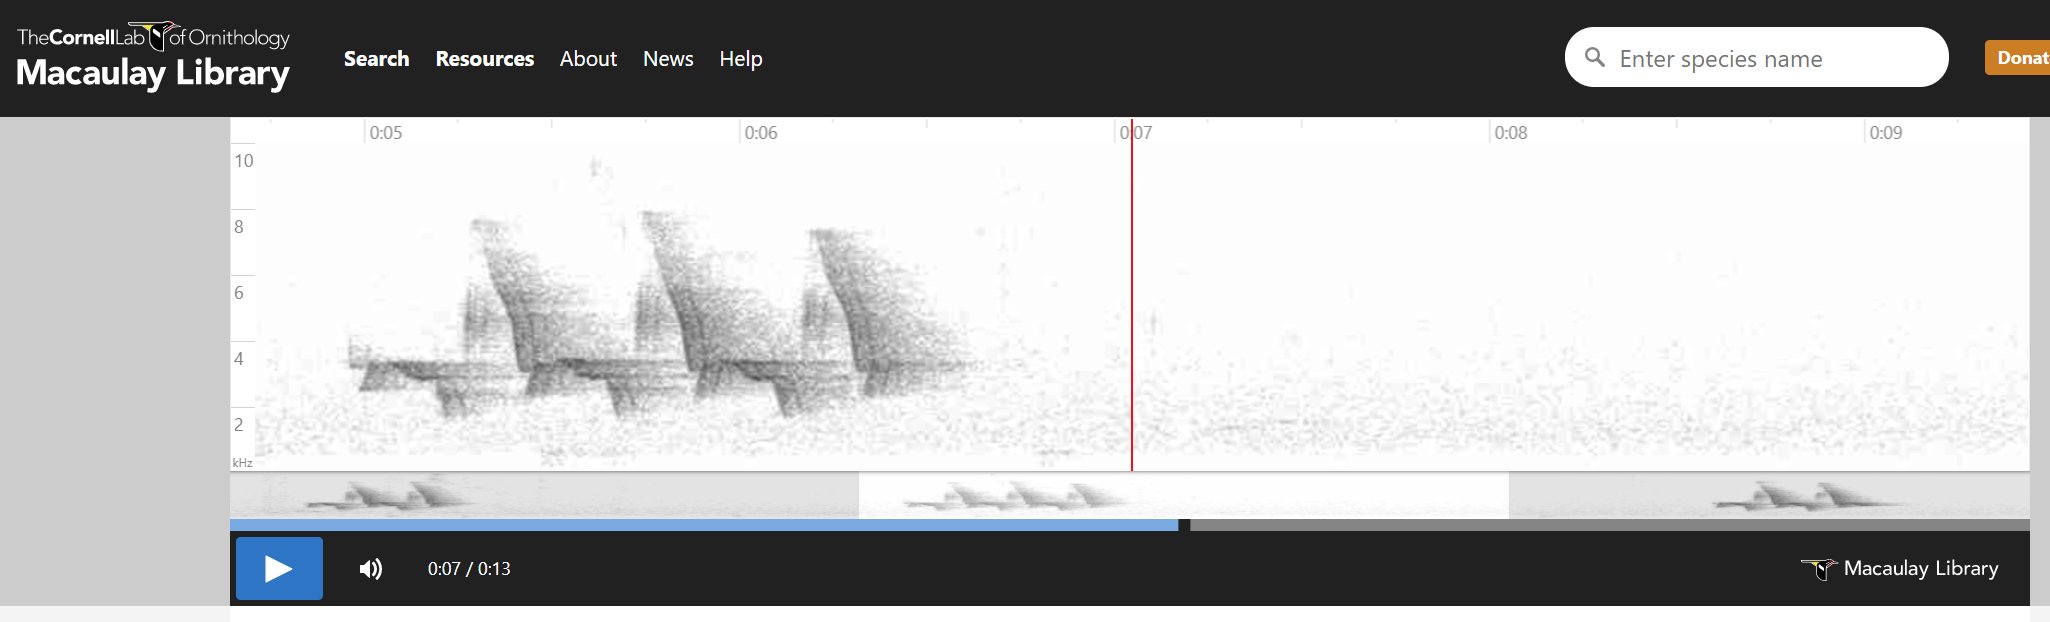 TheCornellLab of Ornithology
Macaulay Library
Search Resources About News Help
Enter species name
Donat
0:05 0:06 0:07 0:08 0:09
10
8
6
4
2
kHz
0:07 / 0:13
Macaulay Library